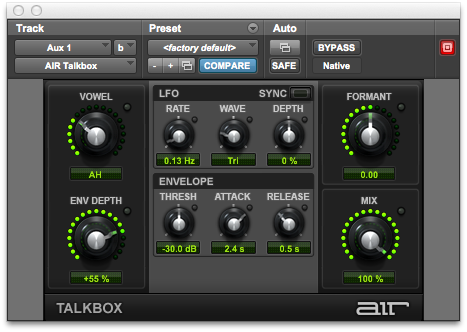 Track Preset Auto
Aux 1 b <factory default> BYPASS
AIR Talkbox - + COMPARE SAFE Native
VOWEL
AH
ENV DEPTH
+55 %
LFO SYNC
RATE WAVE DEPTH
0.13 Hz Tri 0 %
ENVELOPE
THRESH ATTACK RELEASE
-30.0 dB 2.4 s 0.5 s
FORMANT
0.00
MIX
100 %
TALKBOX AIR